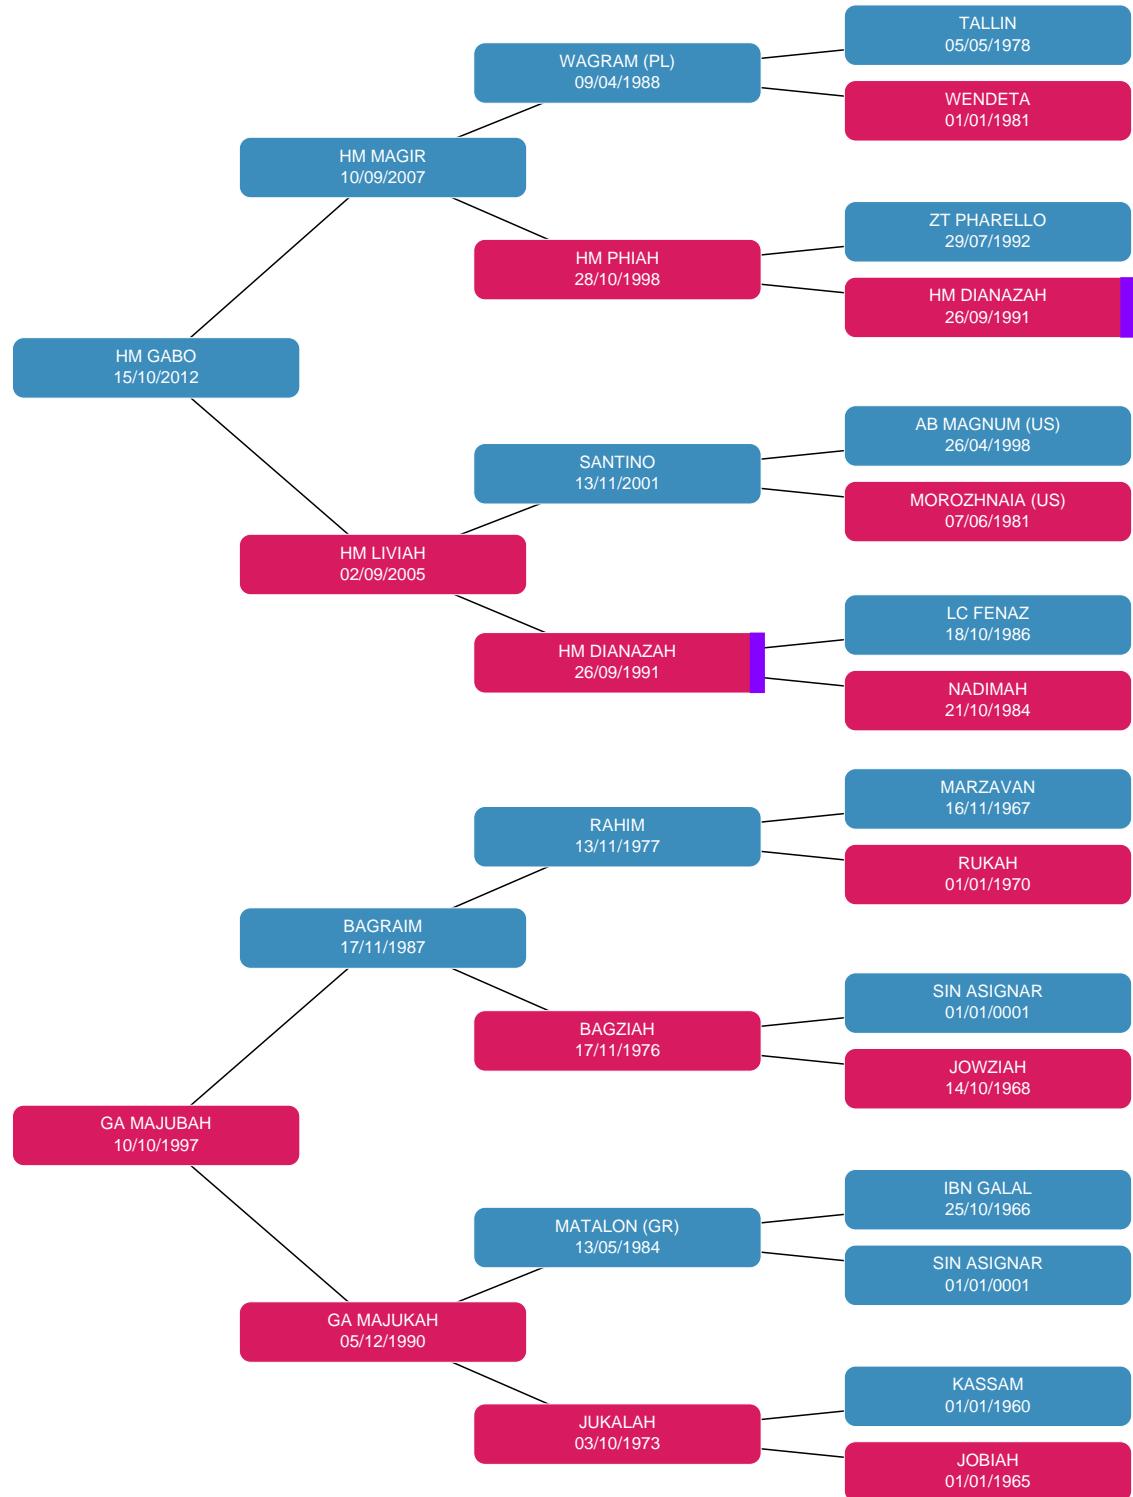 TALLIN
05/05/1978
WAGRAM (PL)
09/04/1988
WENDETA
01/01/1981
HM MAGIR
10/09/2007
ZT PHARELLO
29/07/1992
HM PHIAH
28/10/1998
HM DIANAZAH
26/09/1991
HM GABO
15/10/2012
AB MAGNUM (US)
26/04/1998
SANTINO
13/11/2001
MOROZHNAIA (US)
07/06/1981
HM LIVIAH
02/09/2005
LC FENAZ
18/10/1986
HM DIANAZAH
26/09/1991
NADIMAH
21/10/1984
MARZAVAN
16/11/1967
RAHIM
13/11/1977
RUKAH
01/01/1970
BAGRAIM
17/11/1987
SIN ASIGNAR
01/01/0001
BAGZIAH
17/11/1976
JOWZIAH
14/10/1968
GA MAJUBAH
10/10/1997
IBN GALAL
25/10/1966
MATALON (GR)
13/05/1984
SIN ASIGNAR
01/01/0001
GA MAJUKAH
05/12/1990
KASSAM
01/01/1960
JUKALAH
03/10/1973
JOBIAH
01/01/1965